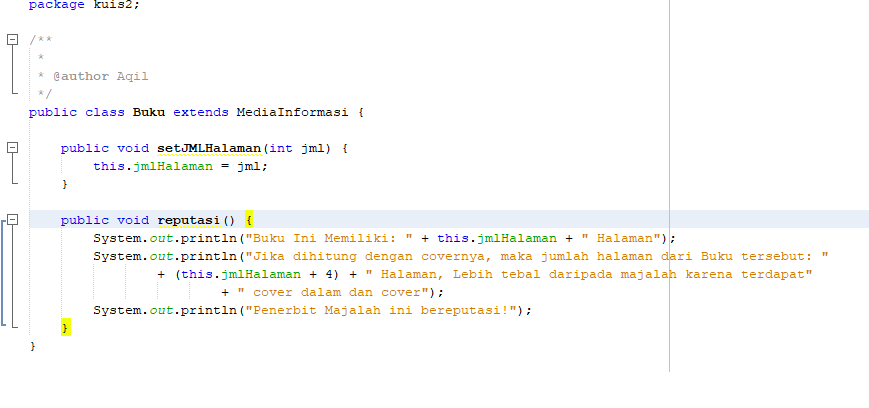 package kuis2;
/**
 *
 * @author Aqil
 */
public class Buku extends MediaInformasi {
    public void setJMLHalaman(int jml) {
        this.jmlHalaman = jml;
    }
    public void reputasi() {
        System.out.println("Buku Ini Memiliki: " + this.jmlHalaman + " Halaman");
        System.out.println("Jika dihitung dengan covernya, maka jumlah halaman dari Buku tersebut: "
                + (this.jmlHalaman + 4) + " Halaman, Lebih tebal daripada majalah karena terdapat"
                        + " cover dalam dan cover");
        System.out.println("Penerbit Majalah ini bereputasi!");
    }
}